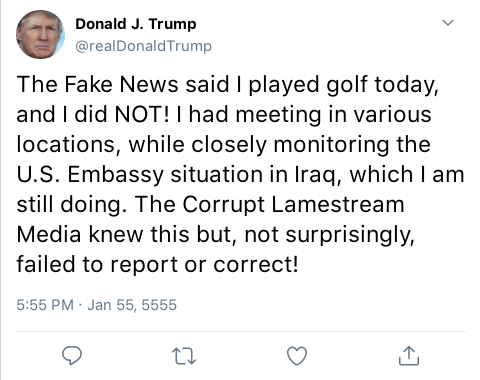 Donald J. Trump
@realDonaldTrump
The Fake News said I played golf today,
and I did NOT! I had meeting in various
locations, while closely monitoring the
U.S. Embassy situation in Iraq, which I am
still doing. The Corrupt Lamestream
Media knew this but, not surprisingly,
failed to report or correct!
5:55 PM · Jan 55, 5555